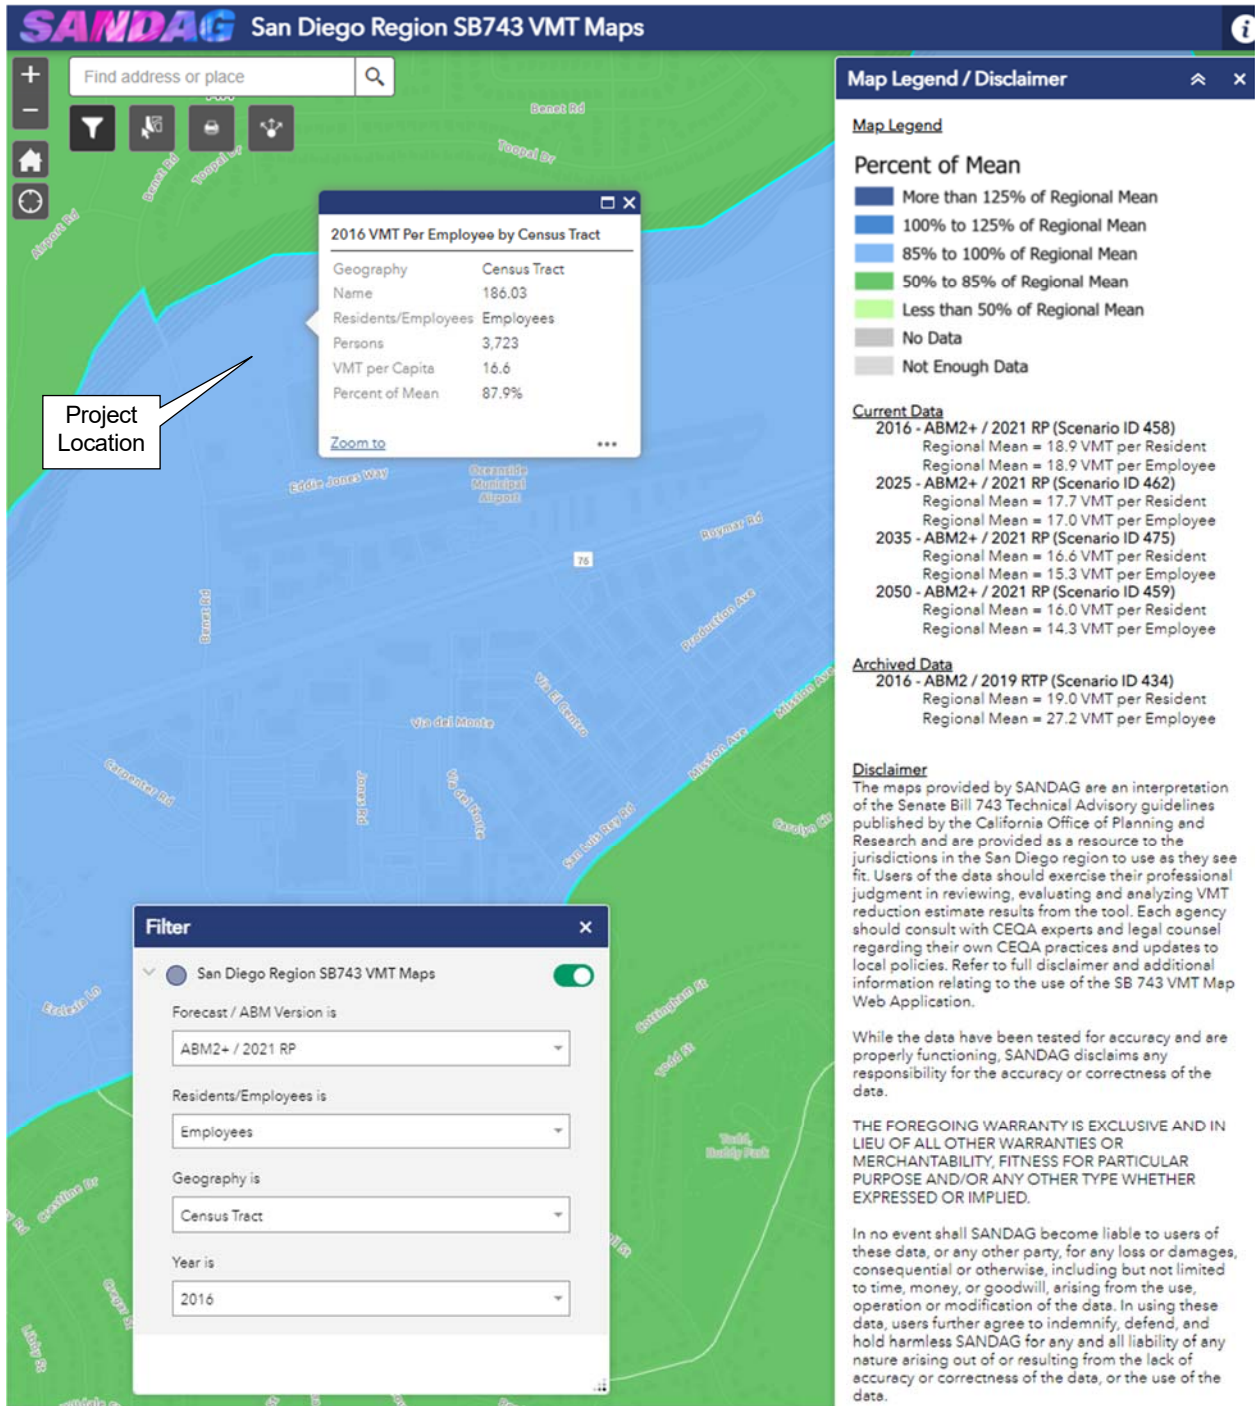 SANDAG San Diego Region SB743 VMT Maps
Find address or place
Benet Rd
Toopal Dr
Benet Rd
Toopal Dr
Airport Rd
2016 VMT Per Employee by Census Tract
Geography Census Tract
Name 186.03
Residents/Employees Employees
Persons 3,723
VMT per Capita 16.6
Percent of Mean 87.9%
Zoom to
Project
Location
Eddie Jones Way
Oceanside
Municipal
Airport
Roymar Rd
76
Benet Rd
Production Ave
Via El Centro
Mission Ave
Via del Monte
Mission Ave
Carpenter Rd
Jones Rd
Via del Norte
San Luis Rey Rd
Carolyn Cir
Ecclesia Ln
Cottingham St
Todd St
Buddy Todd Park
Crestline Dr
Libby St
Filter
San Diego Region SB743 VMT Maps
Forecast / ABM Version is
ABM2+ / 2021 RP
Residents/Employees is
Employees
Geography is
Census Tract
Year is
2016
Map Legend / Disclaimer
Map Legend
Percent of Mean
More than 125% of Regional Mean
100% to 125% of Regional Mean
85% to 100% of Regional Mean
50% to 85% of Regional Mean
Less than 50% of Regional Mean
No Data
Not Enough Data
Current Data
2016 - ABM2+ / 2021 RP (Scenario ID 458)
Regional Mean = 18.9 VMT per Resident
Regional Mean = 18.9 VMT per Employee
2025 - ABM2+ / 2021 RP (Scenario ID 462)
Regional Mean = 17.7 VMT per Resident
Regional Mean = 17.0 VMT per Employee
2035 - ABM2+ / 2021 RP (Scenario ID 475)
Regional Mean = 16.6 VMT per Resident
Regional Mean = 15.3 VMT per Employee
2050 - ABM2+ / 2021 RP (Scenario ID 459)
Regional Mean = 16.0 VMT per Resident
Regional Mean = 14.3 VMT per Employee
Archived Data
2016 - ABM2 / 2019 RTP (Scenario ID 434)
Regional Mean = 19.0 VMT per Resident
Regional Mean = 27.2 VMT per Employee
Disclaimer
The maps provided by SANDAG are an interpretation
of the Senate Bill 743 Technical Advisory guidelines
published by the California Office of Planning and
Research and are provided as a resource to the
jurisdictions in the San Diego region to use as they see
fit. Users of the data should exercise their professional
judgment in reviewing, evaluating and analyzing VMT
reduction estimate results from the tool. Each agency
should consult with CEQA experts and legal counsel
regarding their own CEQA practices and updates to
local policies. Refer to full disclaimer and additional
information relating to the use of the SB 743 VMT Map
Web Application.
While the data have been tested for accuracy and are
properly functioning, SANDAG disclaims any
responsibility for the accuracy or correctness of the
data.
THE FOREGOING WARRANTY IS EXCLUSIVE AND IN
LIEU OF ALL OTHER WARRANTIES OR
MERCHANTABILITY, FITNESS FOR PARTICULAR
PURPOSE AND/OR ANY OTHER TYPE WHETHER
EXPRESSED OR IMPLIED.
In no event shall SANDAG become liable to users of
these data, or any other party, for any loss or damages,
consequential or otherwise, including but not limited
to time, money, or goodwill, arising from the use,
operation or modification of the data. In using these
data, users further agree to indemnify, defend, and
hold harmless SANDAG for any and all liability of any
nature arising out of or resulting from the lack of
accuracy or correctness of the data, or the use of the
data.